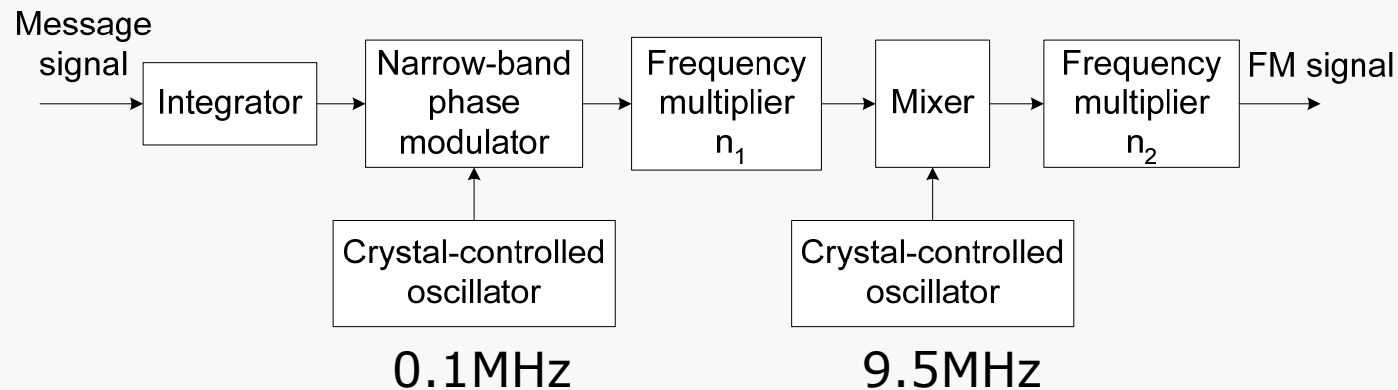 Message
signal
Integrator
Narrow-band
phase
modulator
Frequency
multiplier
n₁
Mixer
Frequency
multiplier
n₂
FM signal
Crystal-controlled
oscillator
Crystal-controlled
oscillator
0.1MHz
9.5MHz